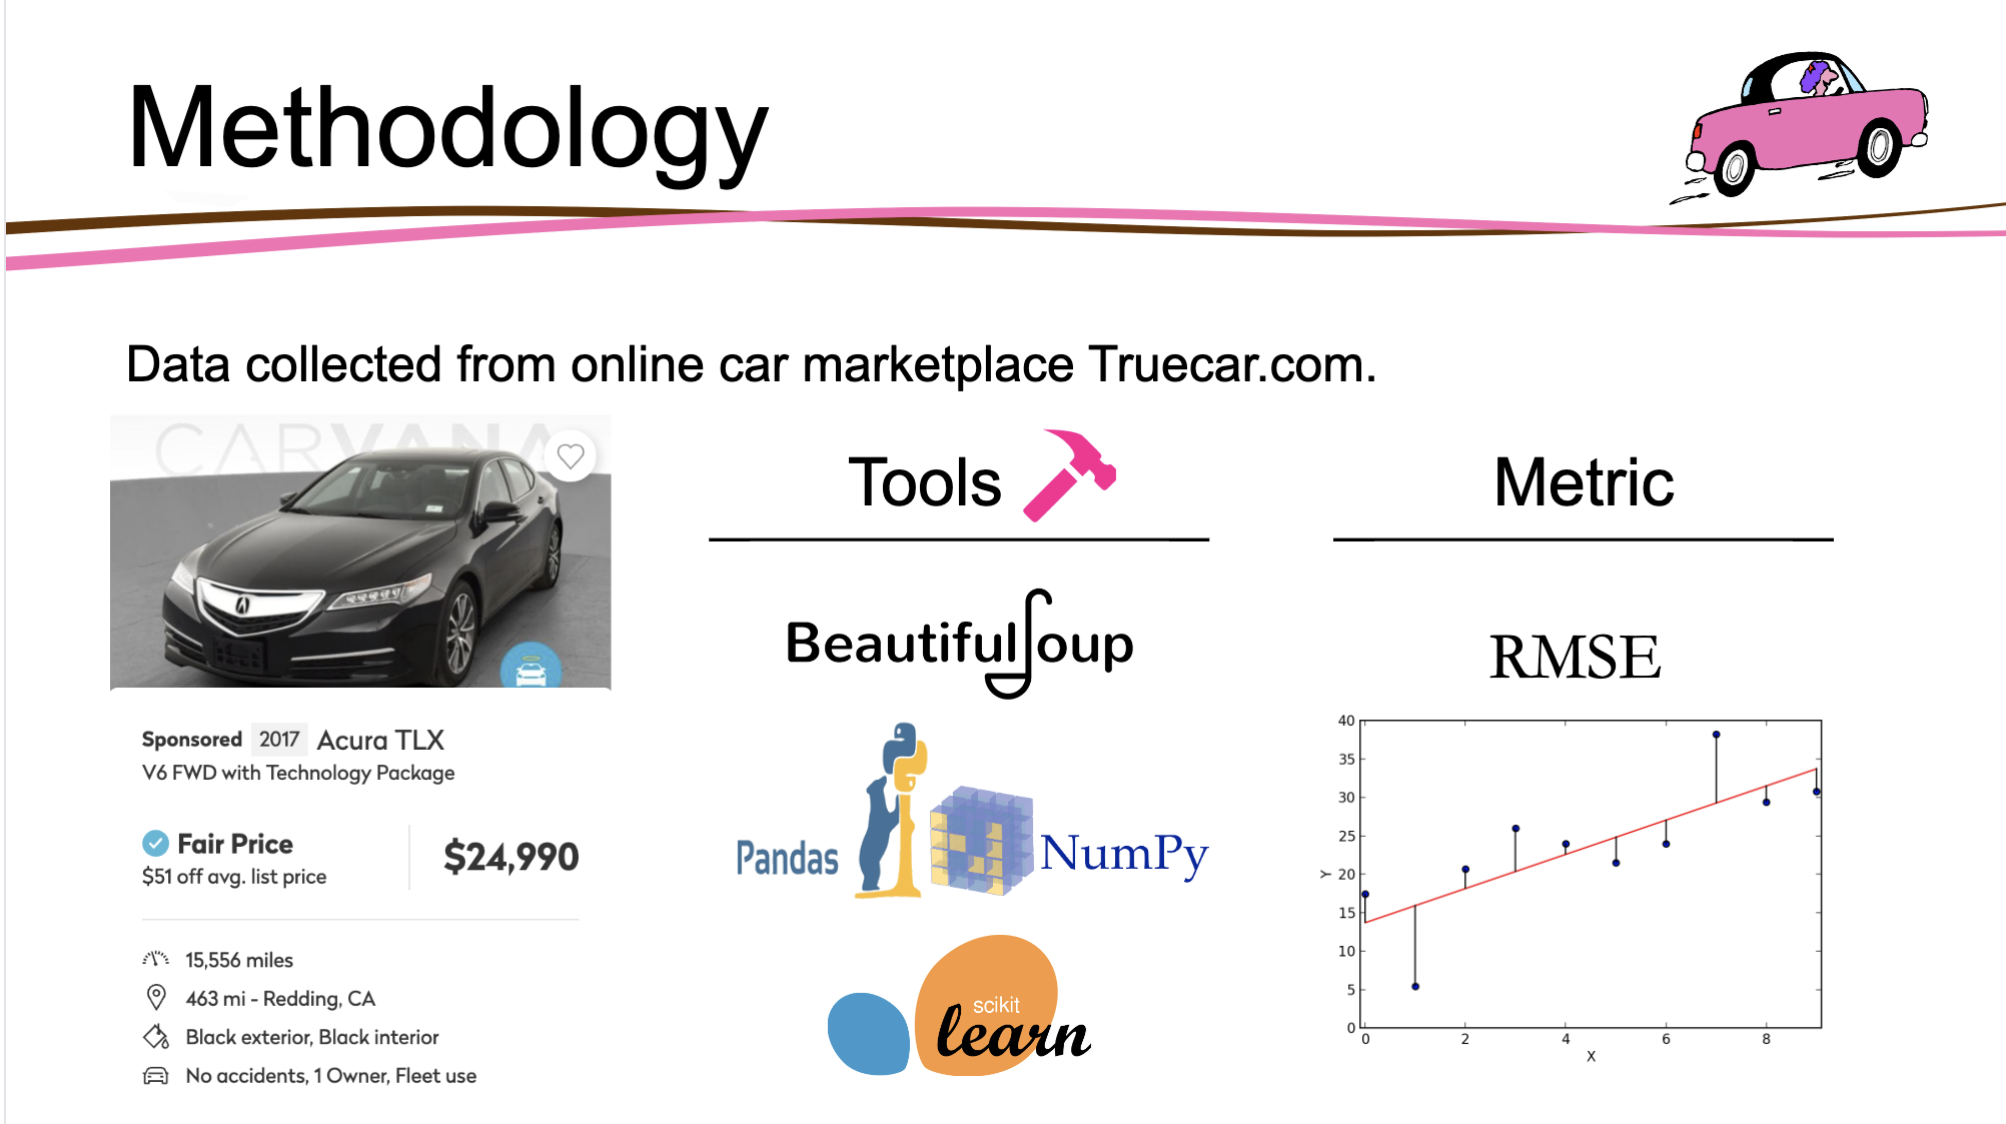 Methodology
Data collected from online car marketplace Truecar.com.
CARVANA
Sponsored 2017 Acura TLX
V6 FWD with Technology Package
Fair Price
$51 off avg. list price
$24,990
15,556 miles
463 mi - Redding, CA
Black exterior, Black interior
No accidents, 1 Owner, Fleet use
Tools
BeautifulSoup
Pandas
NumPy
scikit
learn
Metric
RMSE
40
35
30
25
20
15
10
5
0
Y
0 2 4 6 8
X